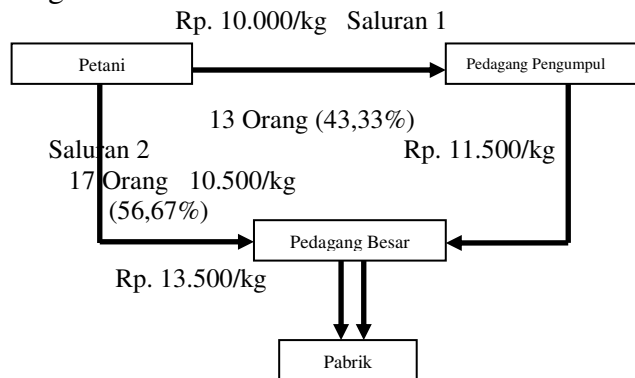 Rp. 10.000/kg Saluran 1
Petani
Pedagang Pengumpul
13 Orang (43,33%)
Saluran 2
Rp. 11.500/kg
17 Orang 10.500/kg
(56,67%)
Pedagang Besar
Rp. 13.500/kg
Pabrik